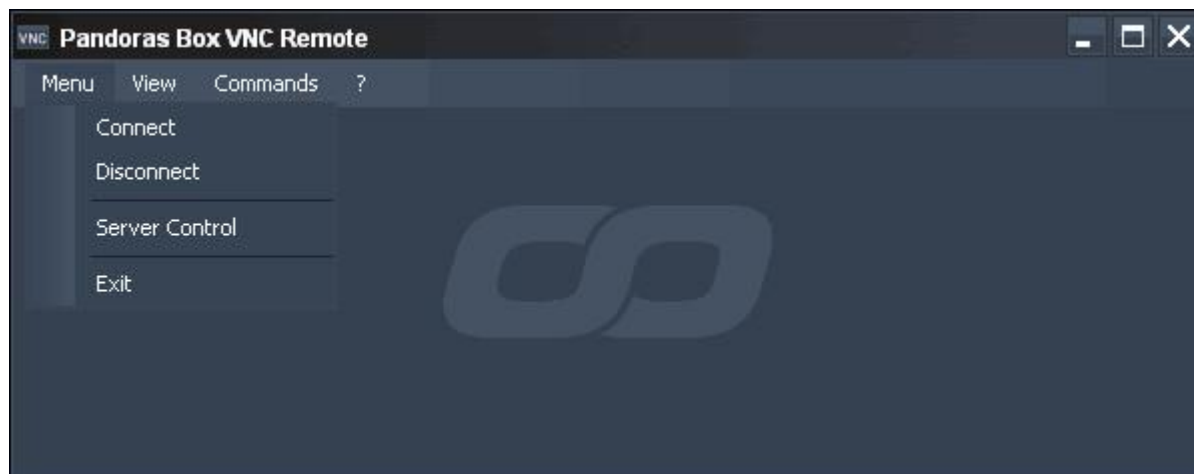 VNC Pandoras Box VNC Remote
Menu View Commands ?
Connect
Disconnect
Server Control
Exit